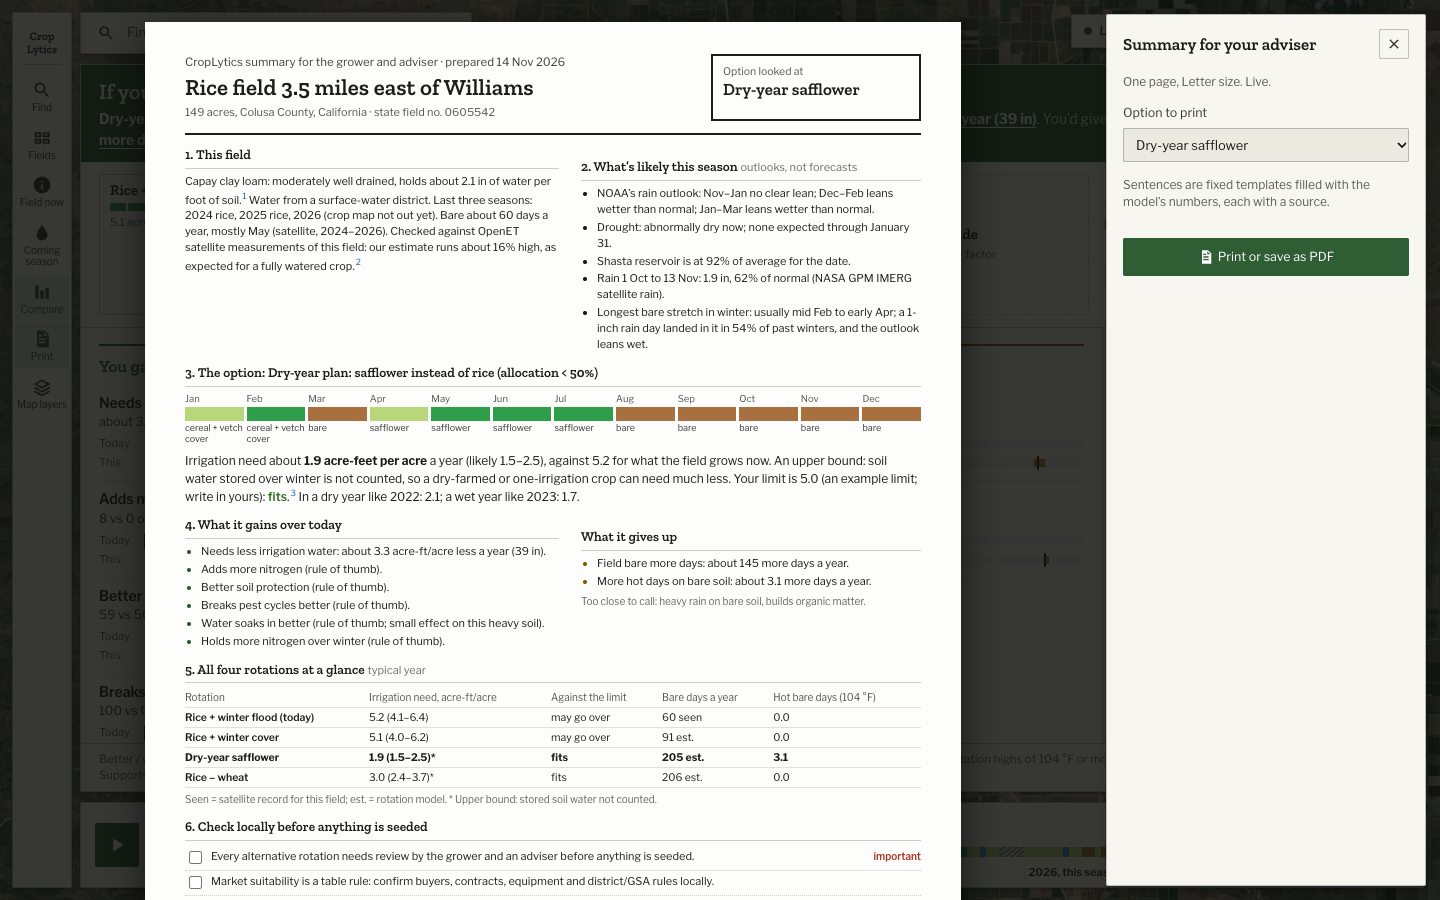 Crop
Lytics
Find
Fields
Field now
Coming
season
Compare
Print
Map layers
CropLytics summary for the grower and adviser · prepared 14 Nov 2026
Rice field 3.5 miles east of Williams
149 acres, Colusa County, California · state field no. 0605542
Option looked at
Dry-year safflower
1. This field
Capay clay loam: moderately well drained, holds about 2.1 in of water per
foot of soil.1 Water from a surface-water district. Last three seasons:
2024 rice, 2025 rice, 2026 (crop map not out yet). Bare about 60 days a
year, mostly May (satellite, 2024–2026). Checked against OpenET
satellite measurements of this field: our estimate runs about 16% high, as
expected for a fully watered crop.2
2. What's likely this season outlooks, not forecasts
• NOAA's rain outlook: Nov–Jan no clear lean; Dec–Feb leans
wetter than normal; Jan–Mar leans wetter than normal.
• Drought: abnormally dry now; none expected through January
31.
• Shasta reservoir is at 92% of average for the date.
• Rain 1 Oct to 13 Nov: 1.9 in, 62% of normal (NASA GPM IMERG
satellite rain).
• Longest bare stretch in winter: usually mid Feb to early Apr; a 1-
inch rain day landed in it in 54% of past winters, and the outlook
leans wet.
3. The option: Dry-year plan: safflower instead of rice (allocation < 50%)
Jan Feb Mar Apr May Jun Jul Aug Sep Oct Nov Dec
cereal + vetch cereal + vetch bare safflower safflower safflower safflower bare bare bare bare bare
cover cover
Irrigation need about 1.9 acre-feet per acre a year (likely 1.5–2.5), against 5.2 for what the field grows now. An upper bound: soil
water stored over winter is not counted, so a dry-farmed or one-irrigation crop can need much less. Your limit is 5.0 (an example limit;
write in yours): fits.3 In a dry year like 2022: 2.1; a wet year like 2023: 1.7.
4. What it gains over today
• Needs less irrigation water: about 3.3 acre-ft/acre less a year (39 in).
• Adds more nitrogen (rule of thumb).
• Better soil protection (rule of thumb).
• Breaks pest cycles better (rule of thumb).
• Water soaks in better (rule of thumb; small effect on this heavy soil).
• Holds more nitrogen over winter (rule of thumb).
What it gives up
• Field bare more days: about 145 more days a year.
• More hot days on bare soil: about 3.1 more days a year.
Too close to call: heavy rain on bare soil, builds organic matter.
5. All four rotations at a glance typical year
Rotation Irrigation need, acre-ft/acre Against the limit Bare days a year Hot bare days (104 °F)
Rice + winter flood (today) 5.2 (4.1–6.4) may go over 60 seen 0.0
Rice + winter cover 5.1 (4.0–6.2) may go over 91 est. 0.0
Dry-year safflower 1.9 (1.5–2.5)* fits 205 est. 3.1
Rice – wheat 3.0 (2.4–3.7)* fits 206 est. 0.0
Seen = satellite record for this field; est. = rotation model. * Upper bound: stored soil water not counted.
6. Check locally before anything is seeded
Every alternative rotation needs review by the grower and an adviser before anything is seeded. important
Market suitability is a table rule: confirm buyers, contracts, equipment and district/GSA rules locally.
Summary for your adviser
One page, Letter size. Live.
Option to print
Dry-year safflower
Sentences are fixed templates filled with the
model's numbers, each with a source.
Print or save as PDF